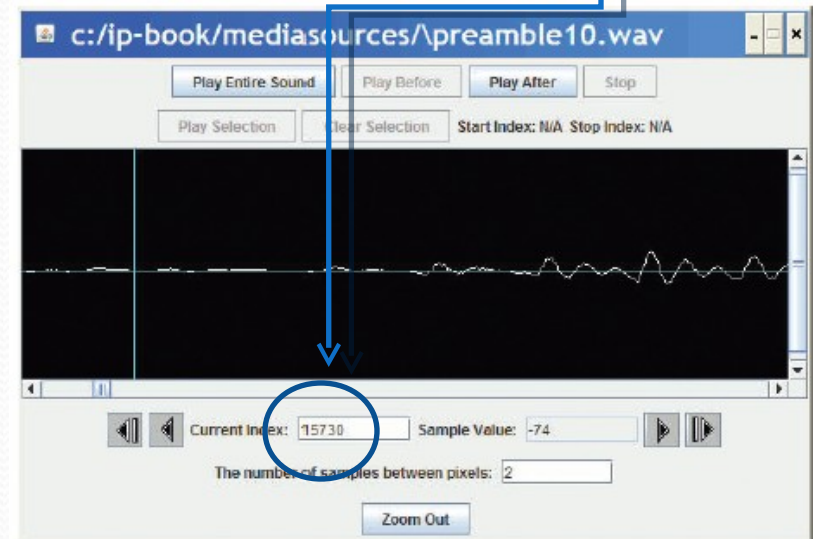 c:/ip-book/mediasources/\preamble10.wav
Play Entire Sound Play Before Play After Stop
Play Selection Clear Selection Start Index: N/A Stop Index: N/A
Current Index: 15730 Sample Value: -74
The number of samples between pixels: 2
Zoom Out